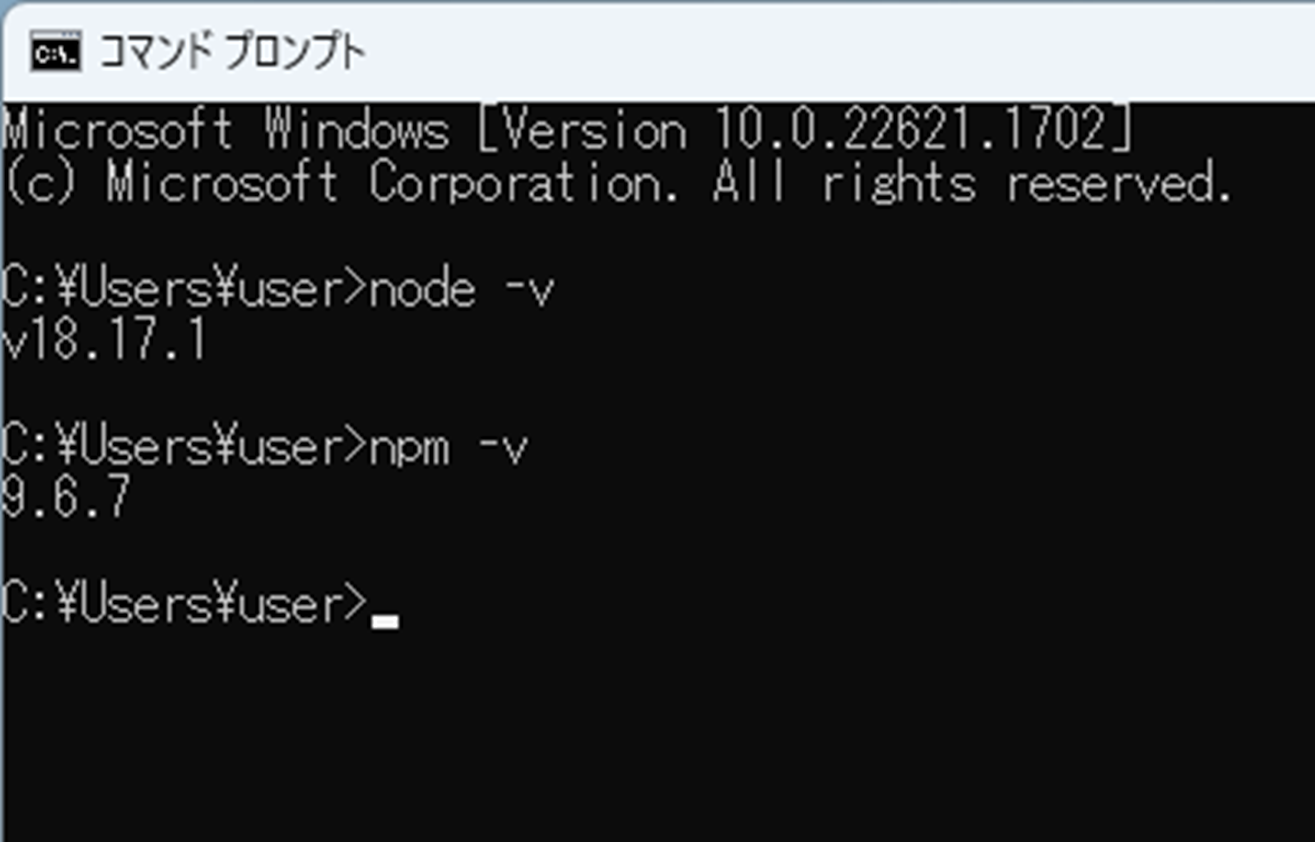 コマンド プロンプト
Microsoft Windows [Version 10.0.22621.1702]
(c) Microsoft Corporation. All rights reserved.
C:¥Users¥user>node -v
v18.17.1
C:¥Users¥user>npm -v
9.6.7
C:¥Users¥user>